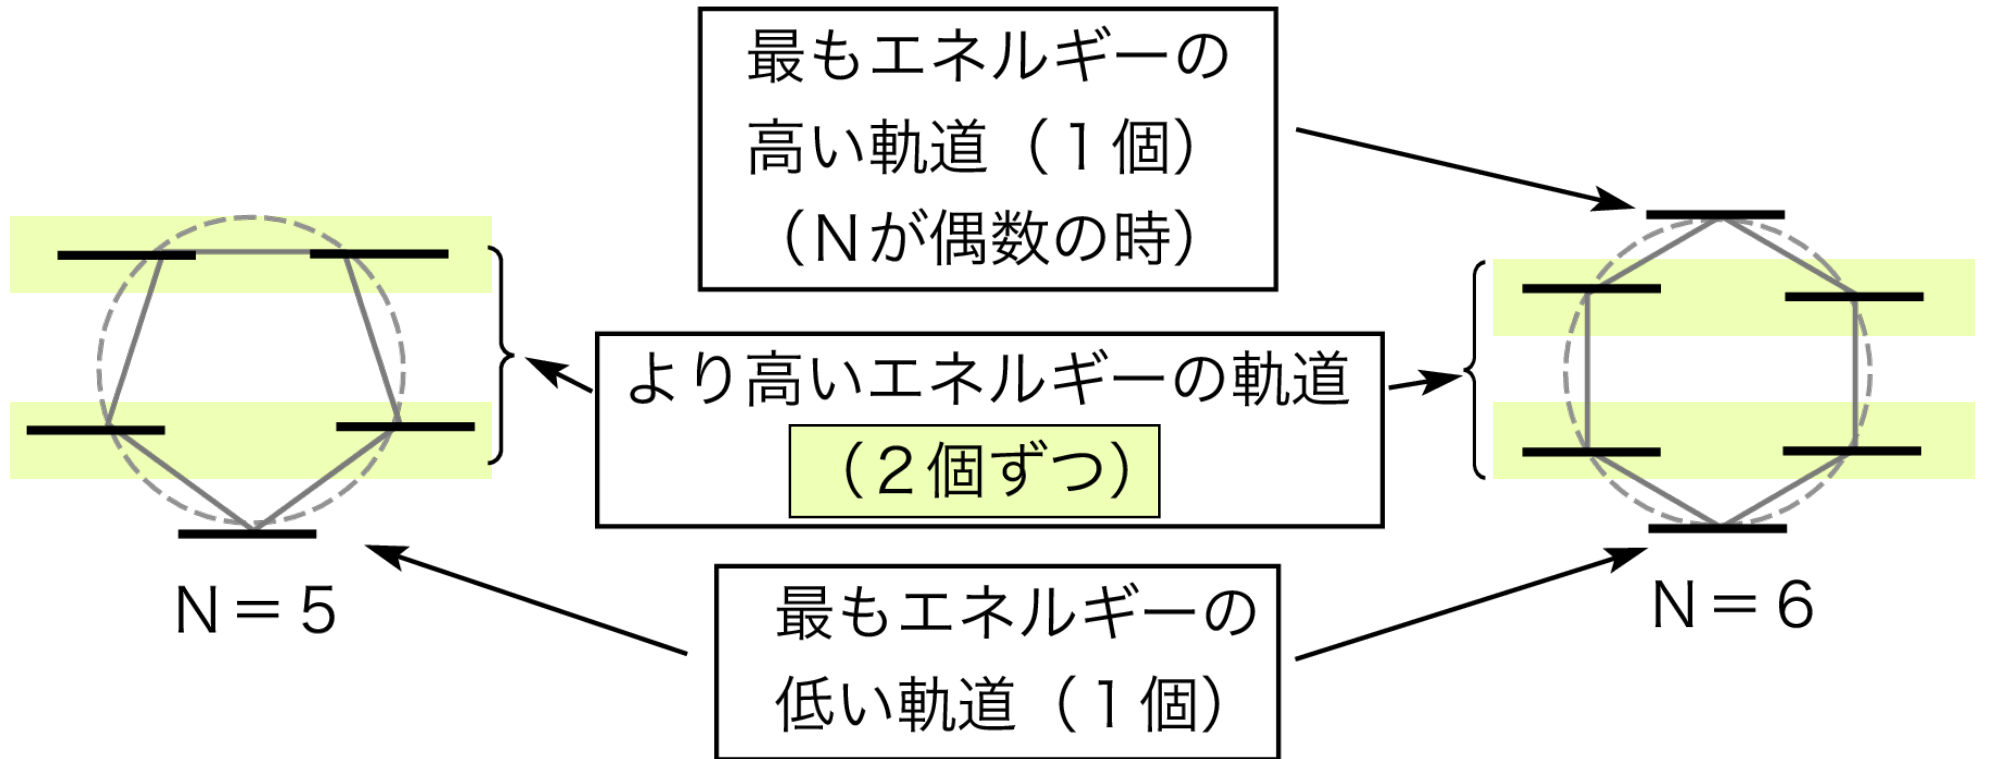 最もエネルギーの
高い軌道（１個）
（Ｎが偶数の時）
より高いエネルギーの軌道
（２個ずつ）
最もエネルギーの
低い軌道（１個）
Ｎ＝５
Ｎ＝６